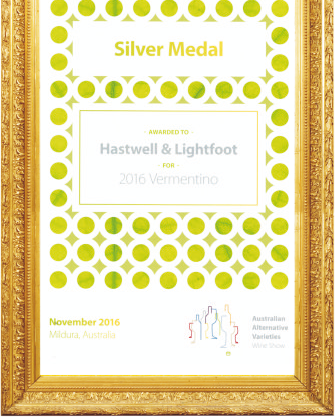 Silver Medal
- AWARDED TO -
Hastwell & Lightfoot
- FOR -
2016 Vermentino
November 2016
Mildura, Australia
Australian
Alternative
Varieties
Wine Show